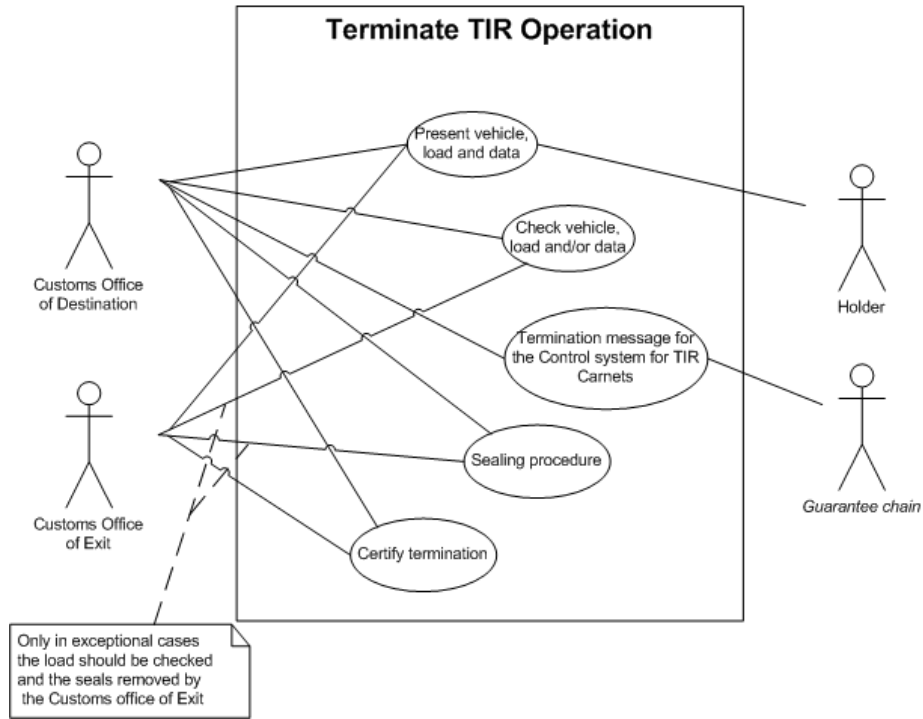 Terminate TIR Operation
Present vehicle,
load and data
Check vehicle,
load and/or data
Customs Office
of Destination
Holder
Termination message for
the Control system for TIR
Carnets
Sealing procedure
Customs Office
of Exit
Guarantee chain
Certify termination
Only in exceptional cases
the load should be checked
and the seals removed by
the Customs office of Exit